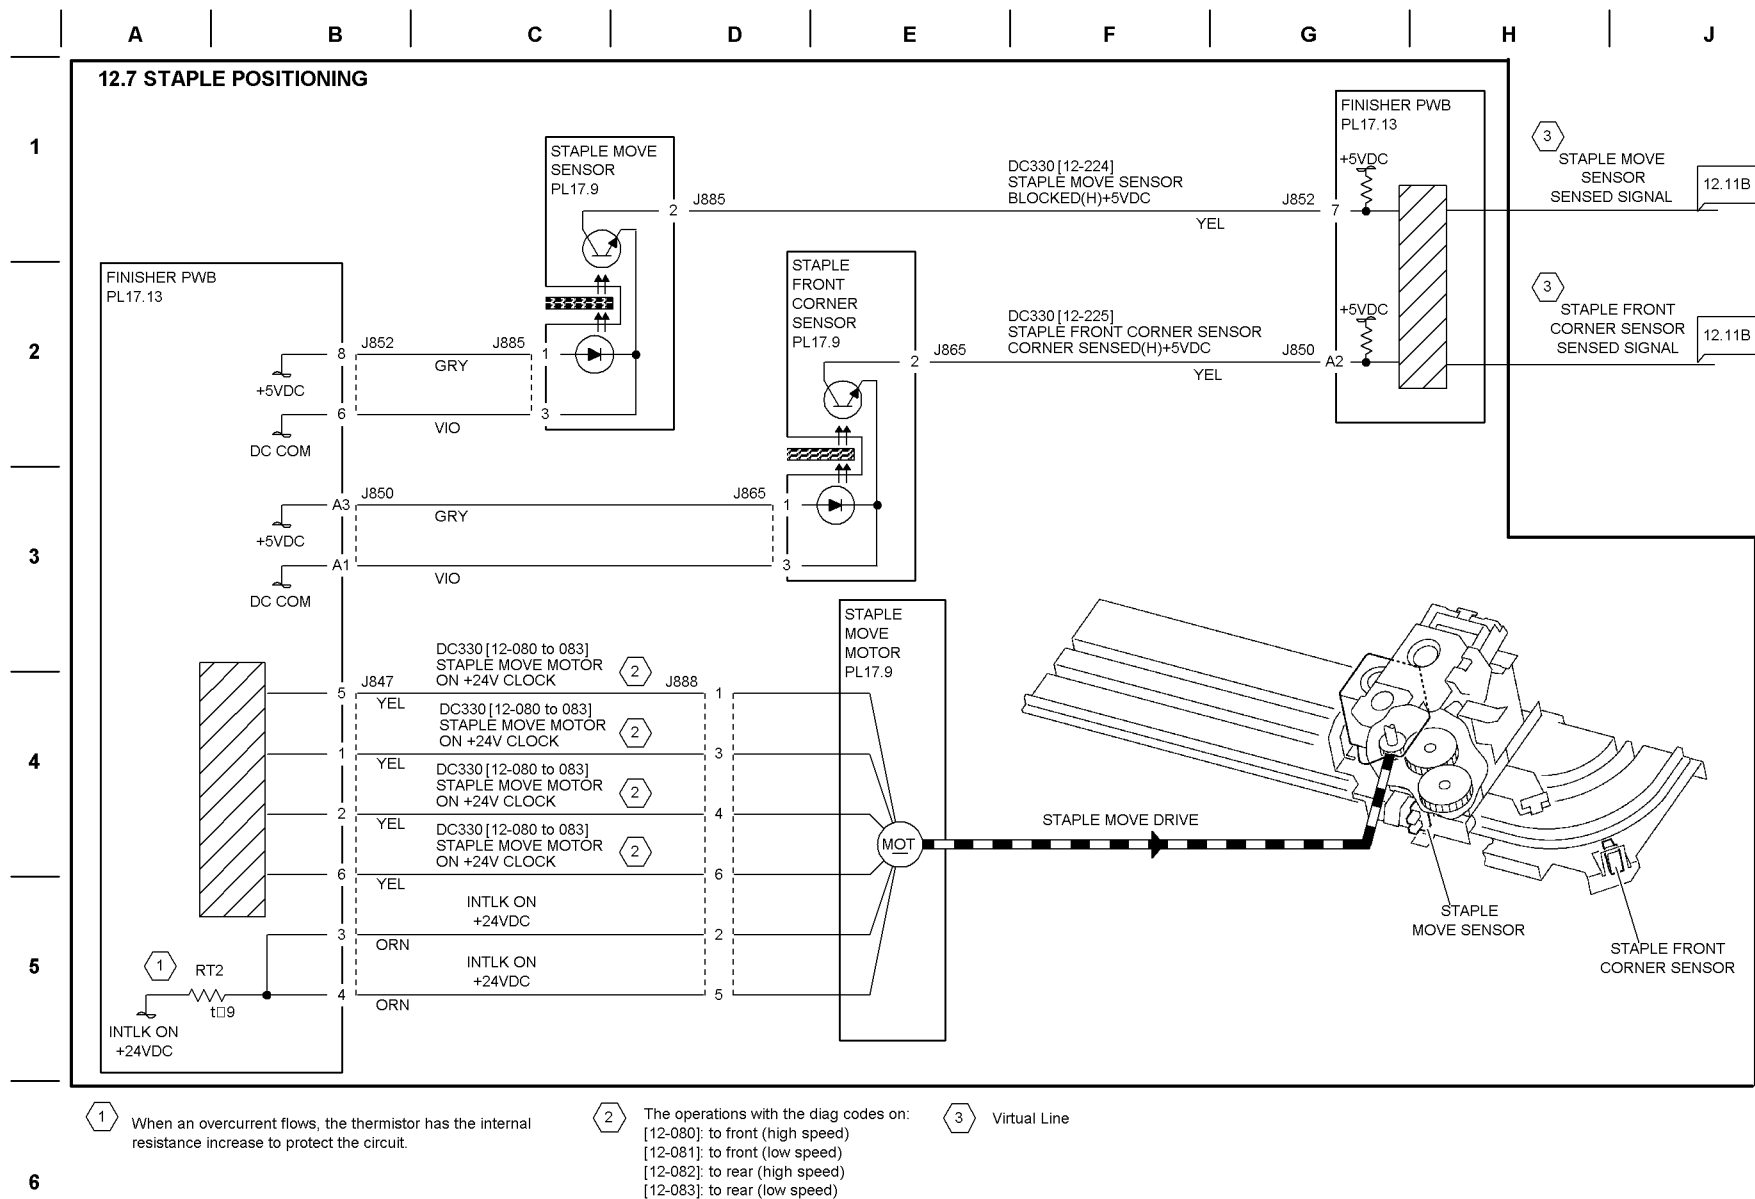 A B C D E F G H J
12.7 STAPLE POSITIONING
1
2
3
4
5
6
STAPLE MOVE
SENSOR
PL17.9
2
J885
DC330 [12-224]
STAPLE MOVE SENSOR
BLOCKED(H)+5VDC
YEL
J852
7
FINISHER PWB
PL17.13
+5VDC
3
STAPLE MOVE
SENSOR
SENSED SIGNAL
12.11B
FINISHER PWB
PL17.13
8
J852
GRY
J885
1
+5VDC
6
VIO
3
DC COM
STAPLE
FRONT
CORNER
SENSOR
PL17.9
2
J865
DC330 [12-225]
STAPLE FRONT CORNER SENSOR
CORNER SENSED(H)+5VDC
YEL
J850
A2
+5VDC
3
STAPLE FRONT
CORNER SENSOR
SENSED SIGNAL
12.11B
A3
J850
GRY
J865
1
+5VDC
A1
VIO
3
DC COM
STAPLE
MOVE
MOTOR
PL17.9
DC330 [12-080 to 083]
STAPLE MOVE MOTOR
ON +24V CLOCK
2
5
J847
YEL
J888
1
DC330 [12-080 to 083]
STAPLE MOVE MOTOR
ON +24V CLOCK
2
1
YEL
3
DC330 [12-080 to 083]
STAPLE MOVE MOTOR
ON +24V CLOCK
2
2
YEL
4
DC330 [12-080 to 083]
STAPLE MOVE MOTOR
ON +24V CLOCK
2
6
YEL
6
MOT
STAPLE MOVE DRIVE
INTLK ON
+24VDC
3
ORN
2
INTLK ON
+24VDC
4
ORN
5
1
RT2
t□9
INTLK ON
+24VDC
STAPLE
MOVE SENSOR
STAPLE FRONT
CORNER SENSOR
1 When an overcurrent flows, the thermistor has the internal
resistance increase to protect the circuit.
2 The operations with the diag codes on:
[12-080]: to front (high speed)
[12-081]: to front (low speed)
[12-082]: to rear (high speed)
[12-083]: to rear (low speed)
3 Virtual Line